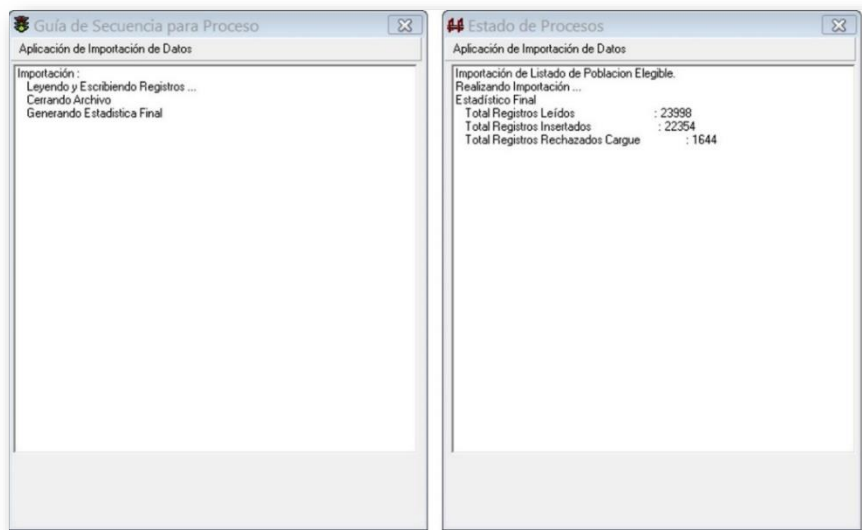 Guía de Secuencia para Proceso
Aplicación de Importación de Datos
Importación :
Leyendo y Escribiendo Registros ...
Cerrando Archivo
Generando Estadistica Final
Estado de Procesos
Aplicación de Importación de Datos
Importación de Listado de Poblacion Elegible.
Realizando Importación ...
Estadístico Final
Total Registros Leídos : 23998
Total Registros Insertados : 22354
Total Registros Rechazados Cargue : 1644